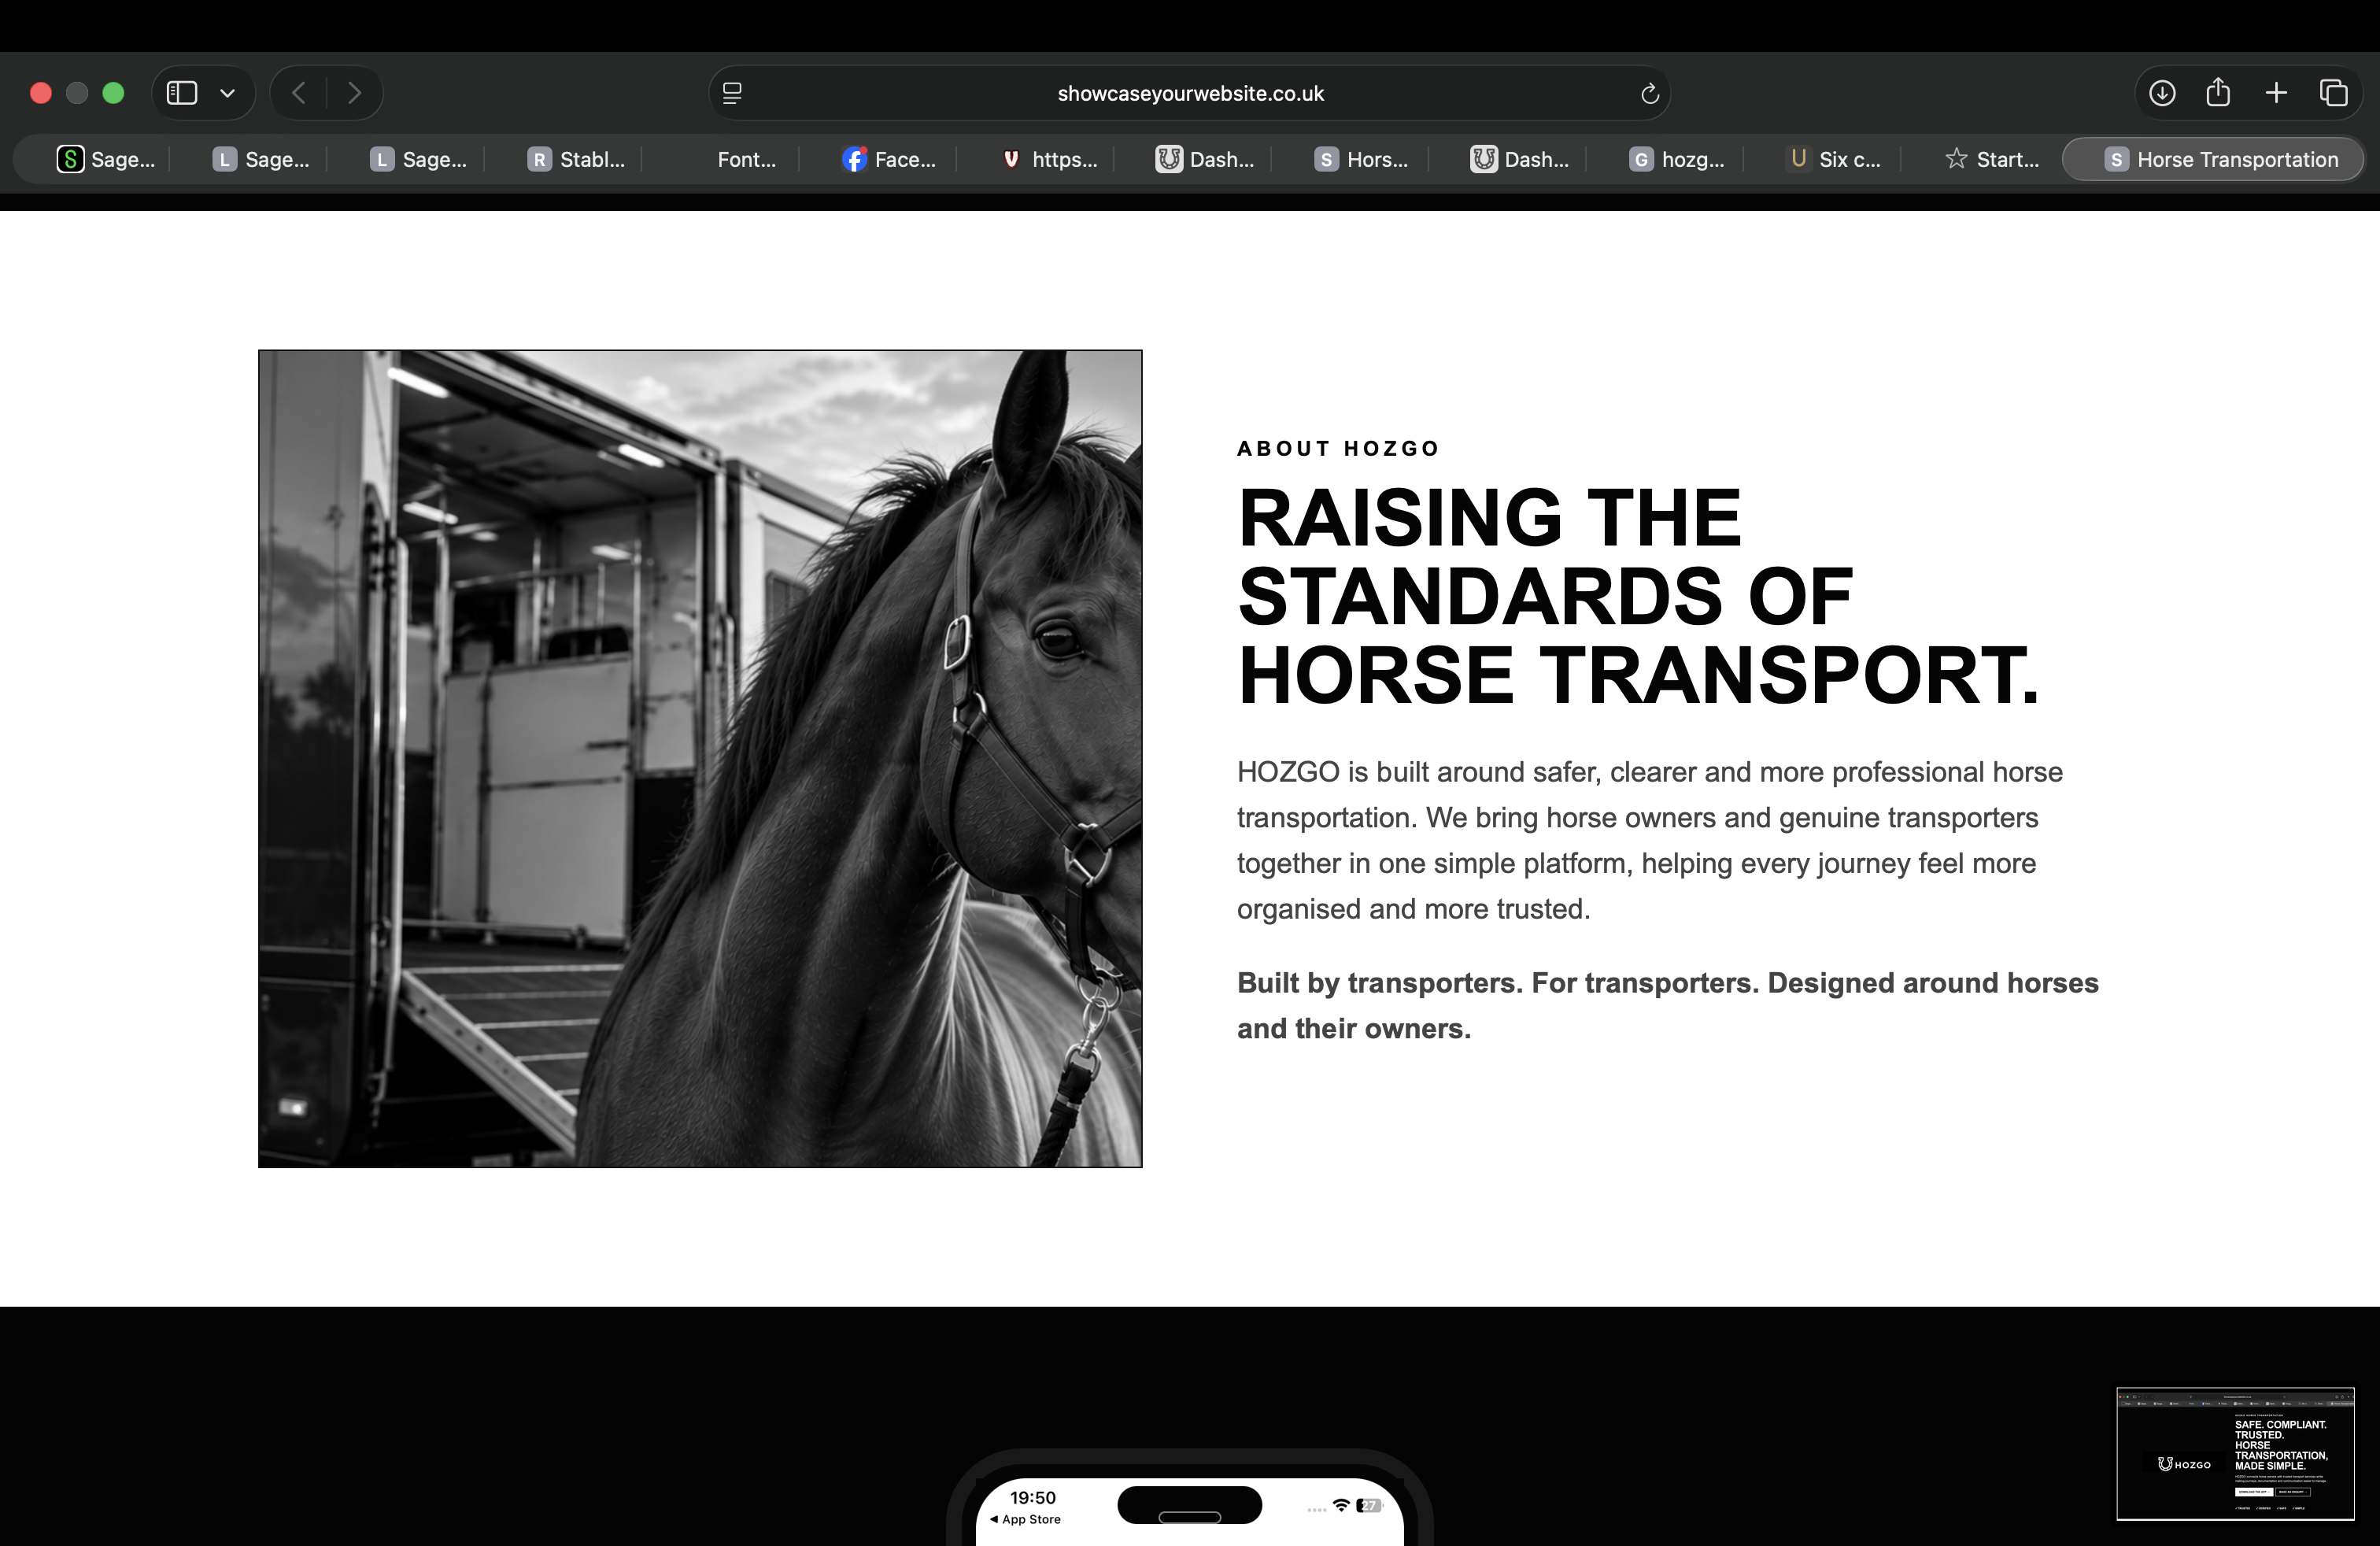 showcaseyourwebsite.co.uk
Sage...
L Sage...
L Sage...
R Stabl...
Font...
Face...
https...
Dash...
S Hors...
Dash...
G hozg...
U Six c...
Start...
S Horse Transportation
ABOUT HOZGO
RAISING THE
STANDARDS OF
HORSE TRANSPORT.
HOZGO is built around safer, clearer and more professional horse
transportation. We bring horse owners and genuine transporters
together in one simple platform, helping every journey feel more
organised and more trusted.
Built by transporters. For transporters. Designed around horses
and their owners.
19:50
27
◀ App Store
HOZGO
SAFE. COMPLIANT.
TRUSTED.
HORSE
TRANSPORTATION,
MADE SIMPLE.